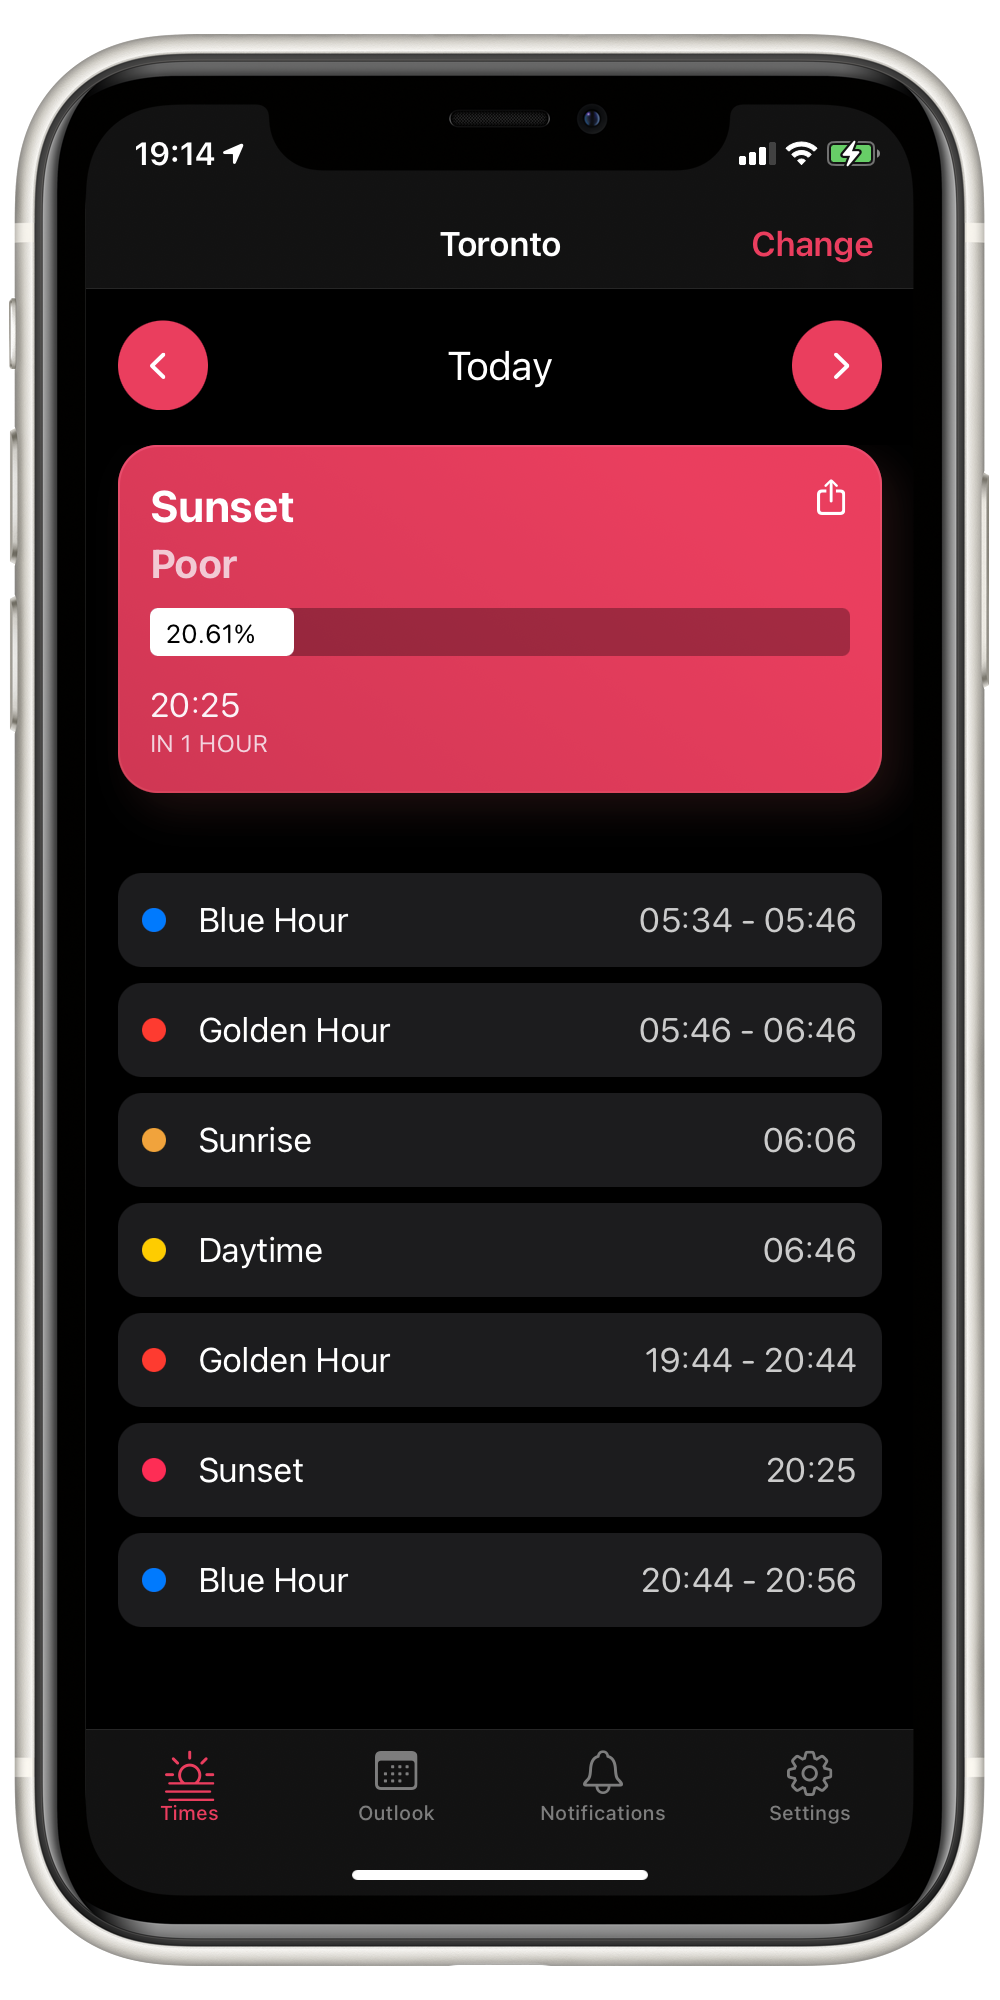 19:14
Toronto
Change
Today
Sunset
Poor
20.61%
20:25
IN 1 HOUR
Blue Hour 05:34 - 05:46
Golden Hour 05:46 - 06:46
Sunrise 06:06
Daytime 06:46
Golden Hour 19:44 - 20:44
Sunset 20:25
Blue Hour 20:44 - 20:56
Times Outlook Notifications Settings